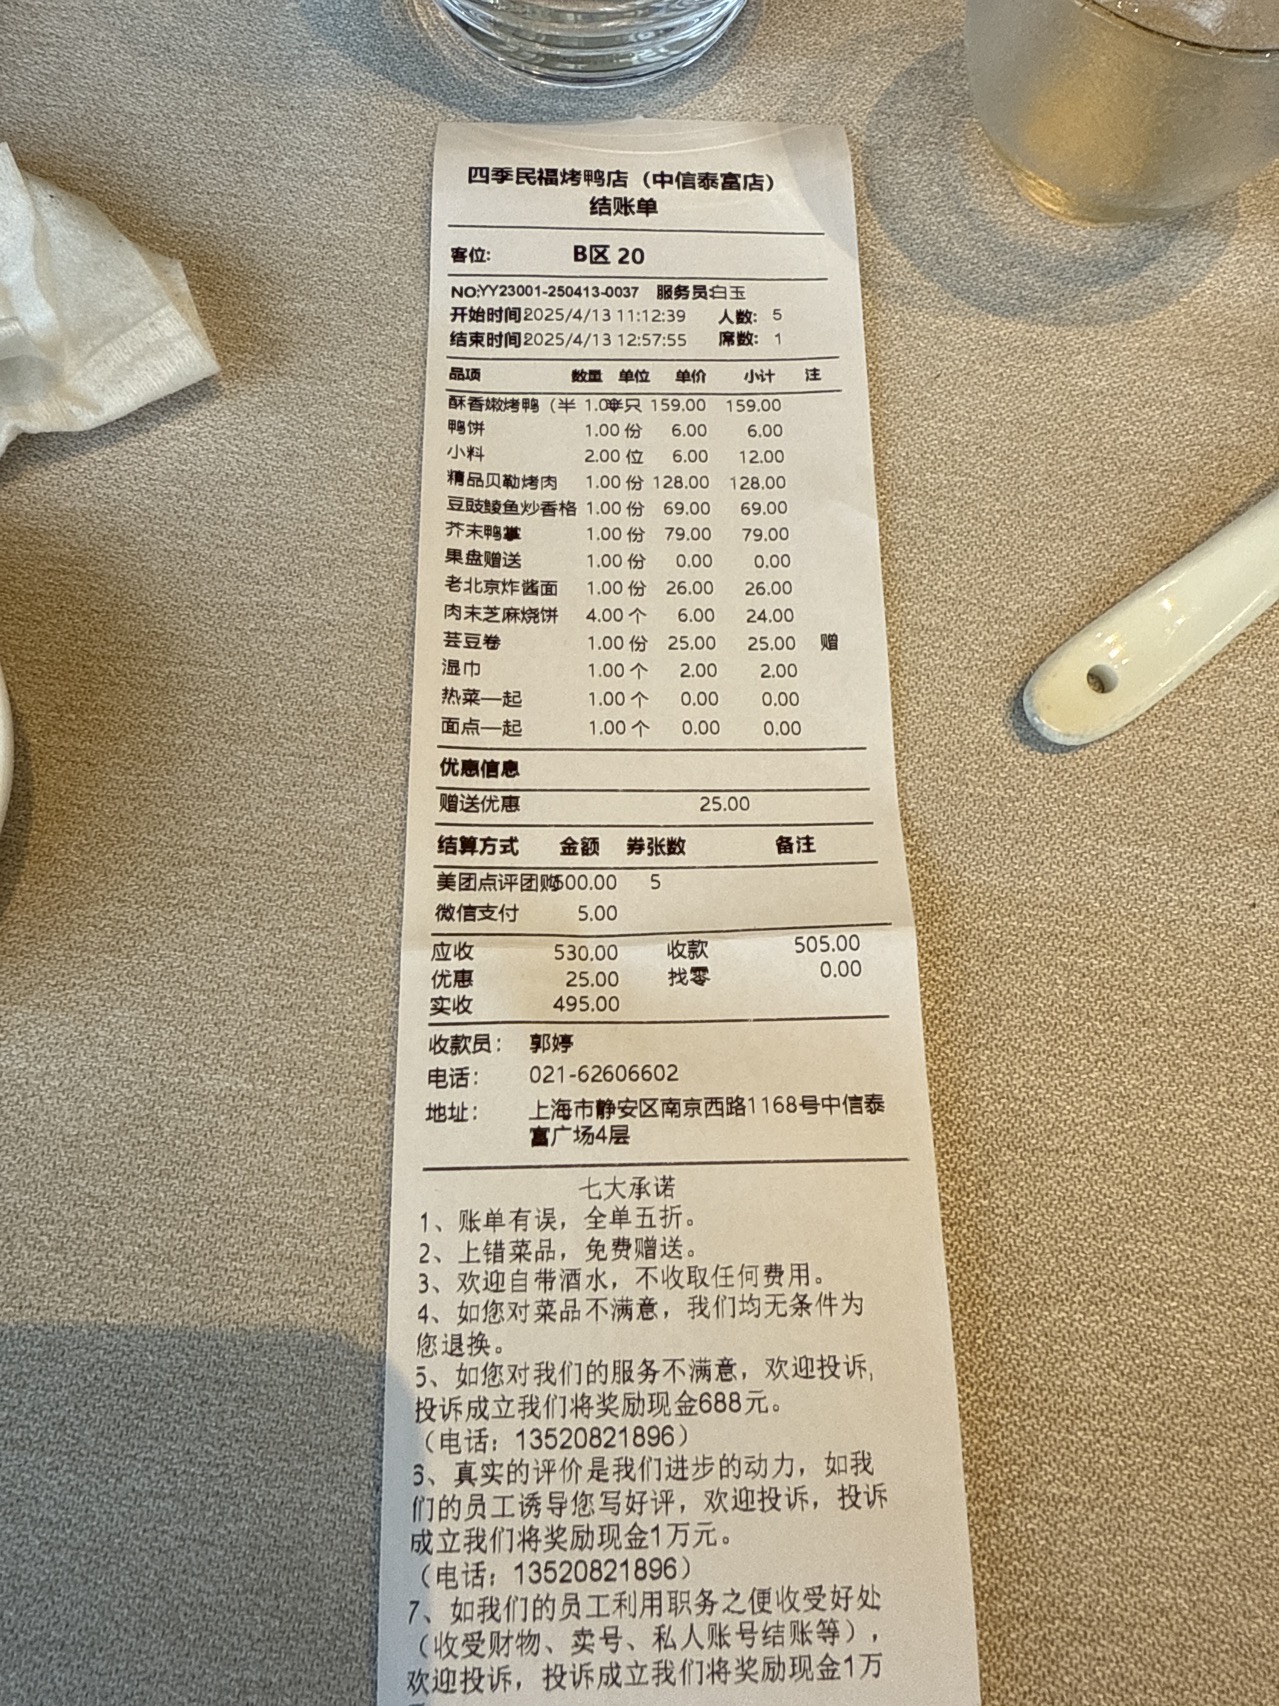 四季民福烤鸭店（中信泰富店）
结账单
客位: B区 20
NO:YY23001-250413-0037 服务员:白玉
开始时间2025/4/13 11:12:39 人数: 5
结束时间2025/4/13 12:57:55 席数: 1
品项 数量 单位 单价 小计 注
酥香嫩烤鸭（半 1.00半只 159.00 159.00
鸭饼 1.00 份 6.00 6.00
小料 2.00 位 6.00 12.00
精品贝勒烤肉 1.00 份 128.00 128.00
豆豉鲮鱼炒香格 1.00 份 69.00 69.00
芥末鸭掌 1.00 份 79.00 79.00
果盘赠送 1.00 份 0.00 0.00
老北京炸酱面 1.00 份 26.00 26.00
肉末芝麻烧饼 4.00 个 6.00 24.00
芸豆卷 1.00 份 25.00 25.00 赠
湿巾 1.00 个 2.00 2.00
热菜一起 1.00 个 0.00 0.00
面点一起 1.00 个 0.00 0.00
优惠信息
赠送优惠 25.00
结算方式 金额 券张数 备注
美团点评团购500.00 5
微信支付 5.00
应收 530.00 收款 505.00
优惠 25.00 找零 0.00
实收 495.00
收款员: 郭婷
电话: 021-62606602
地址: 上海市静安区南京西路1168号中信泰
富广场4层
七大承诺
1、账单有误，全单五折。
2、上错菜品，免费赠送。
3、欢迎自带酒水，不收取任何费用。
4、如您对菜品不满意，我们均无条件为
您退换。
5、如您对我们的服务不满意，欢迎投诉,
投诉成立我们将奖励现金688元。
（电话：13520821896）
6、真实的评价是我们进步的动力，如我
们的员工诱导您写好评，欢迎投诉，投诉
成立我们将奖励现金1万元。
（电话：13520821896）
7、如我们的员工利用职务之便收受好处
（收受财物、卖号、私人账号结账等），
欢迎投诉，投诉成立我们将奖励现金1万